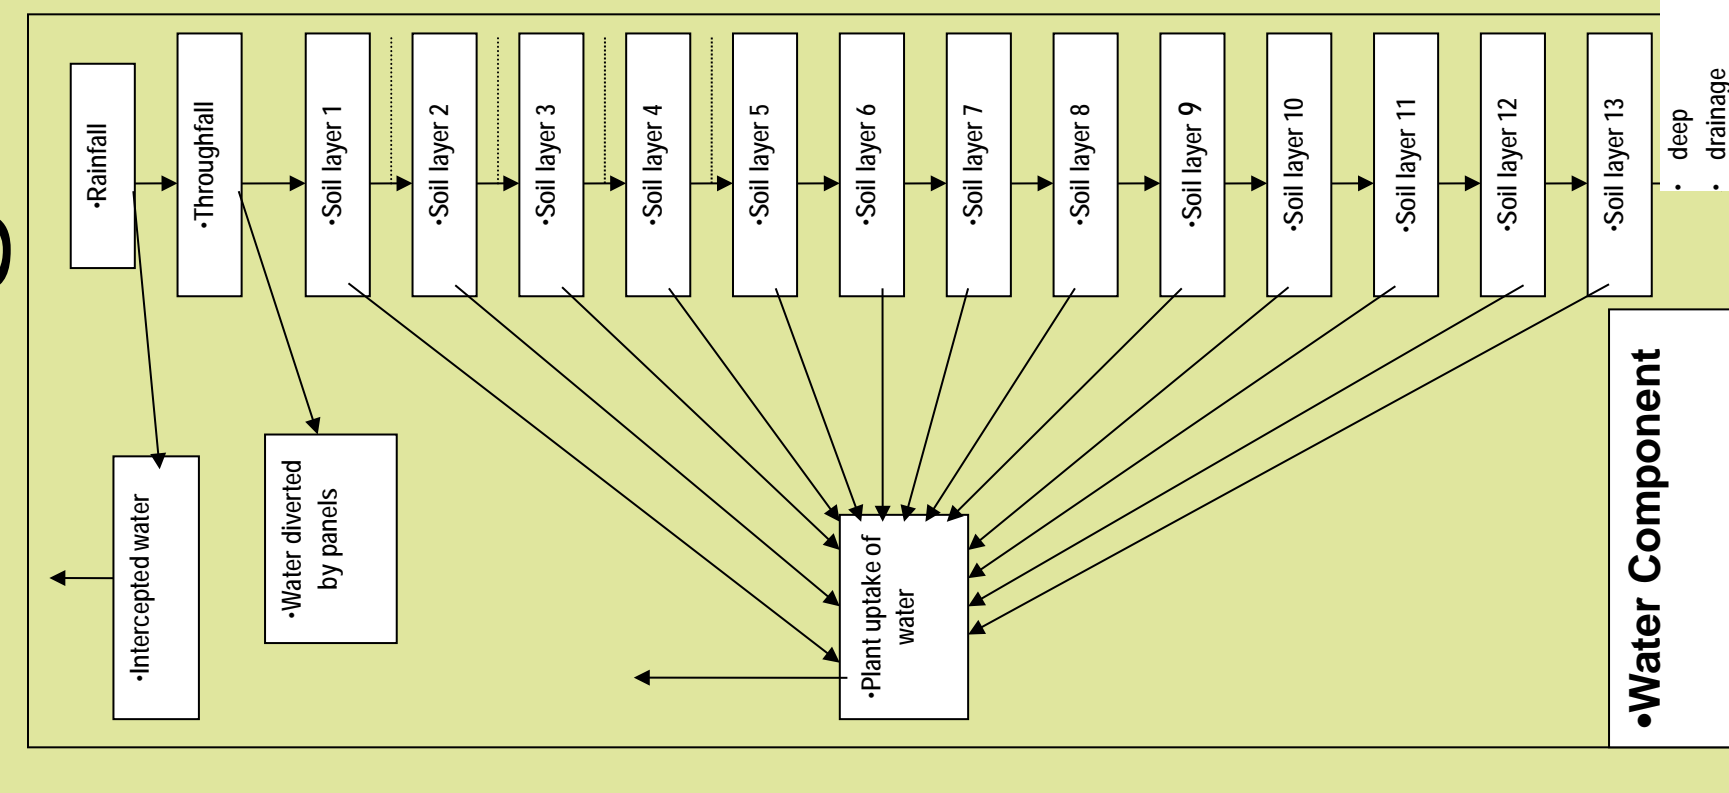 •Rainfall
•Throughfall
•Soil layer 1
•Soil layer 2
•Soil layer 3
•Soil layer 4
•Soil layer 5
•Soil layer 6
•Soil layer 7
•Soil layer 8
•Soil layer 9
•Soil layer 10
•Soil layer 11
•Soil layer 12
•Soil layer 13
• deep
• drainage
•Intercepted water
•Water diverted
by panels
•Plant uptake of
water
•Water Component